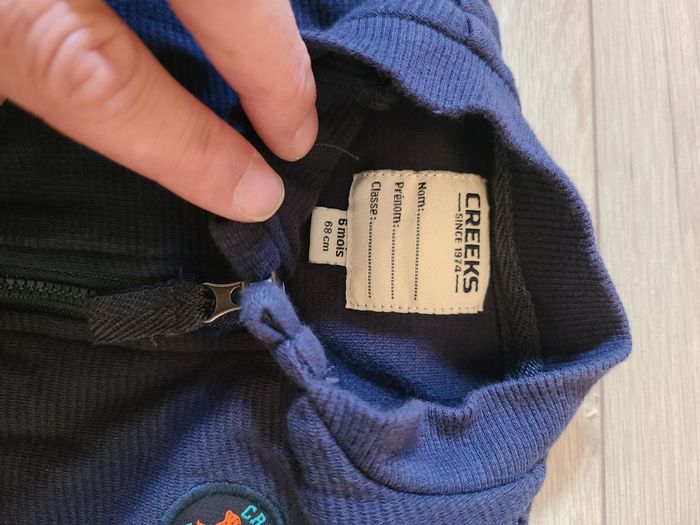 CREEKS
SINCE 1974
Nom:
Prénom:
Classe:
6 mois
68 cm